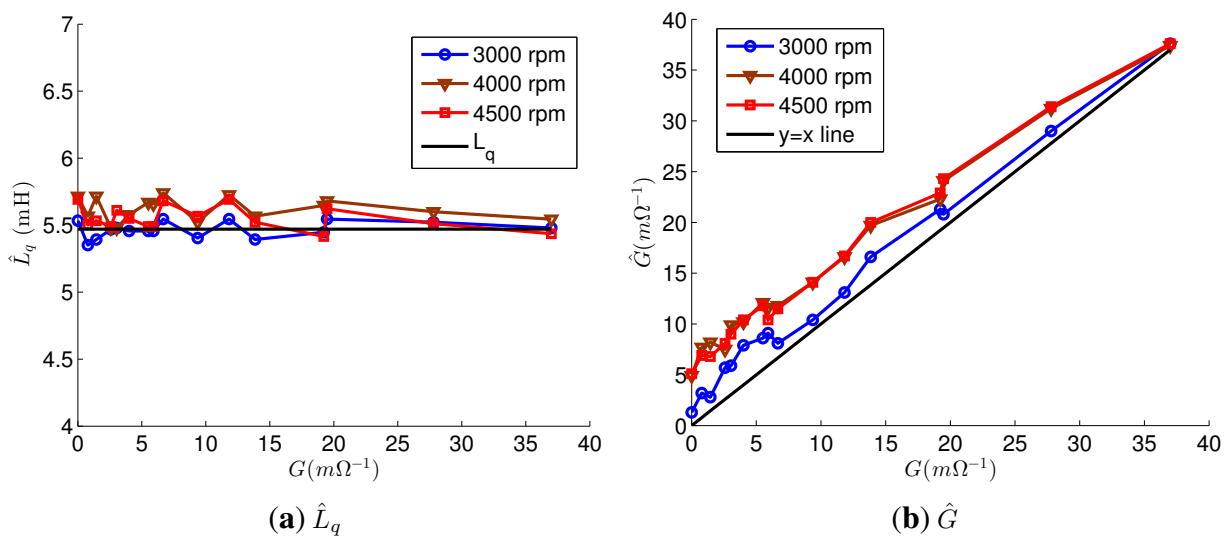 7
6.5
6
5.5
5
4.5
4
0 5 10 15 20 25 30 35 40
L̂_q (mH)
G(mΩ⁻¹)
3000 rpm
4000 rpm
4500 rpm
L_q
(a) L̂_q
40
35
30
25
20
15
10
5
0
0 5 10 15 20 25 30 35 40
Ĝ(mΩ⁻¹)
G(mΩ⁻¹)
3000 rpm
4000 rpm
4500 rpm
y=x line
(b) Ĝ